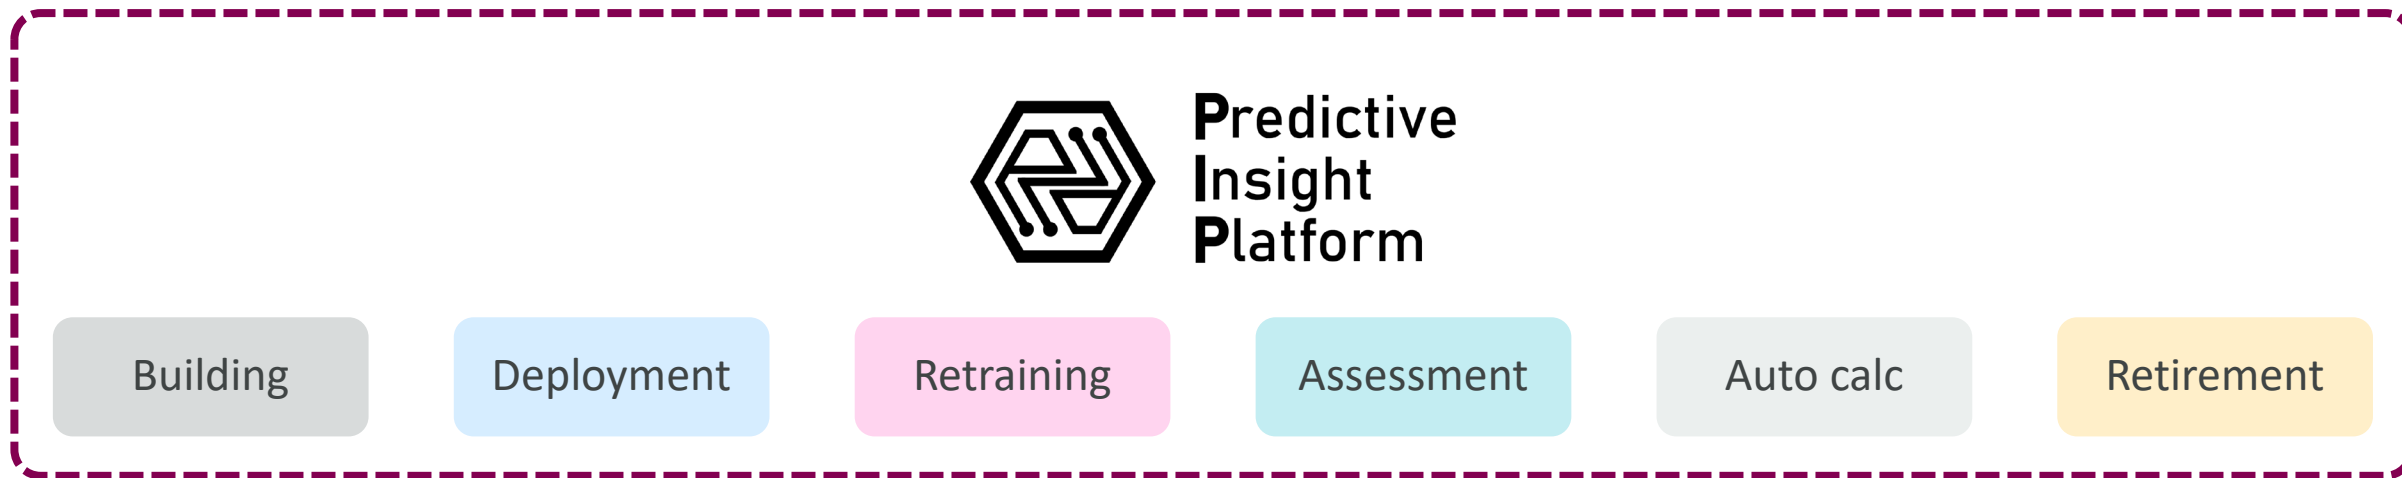 Predictive
Insight
Platform
Building
Deployment
Retraining
Assessment
Auto calc
Retirement